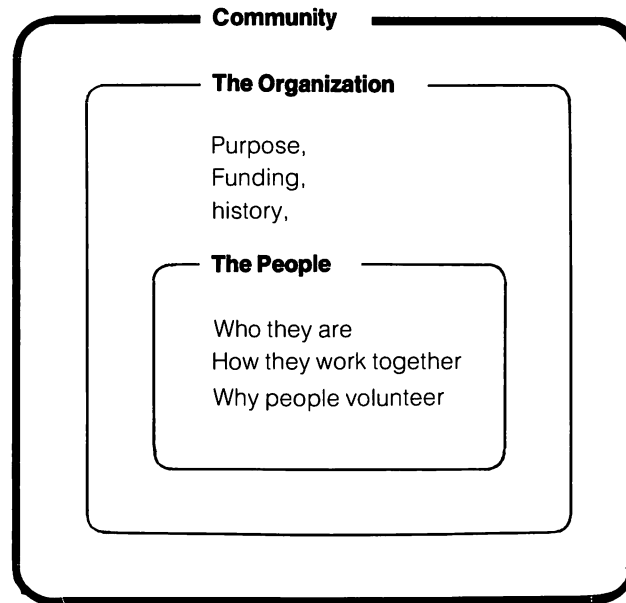 Community
The Organization
Purpose,
Funding,
history,
The People
Who they are
How they work together
Why people volunteer